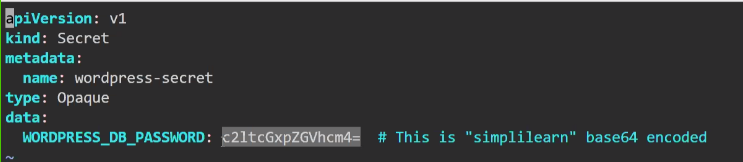 apiVersion: v1
kind: Secret
metadata:
  name: wordpress-secret
type: Opaque
data:
  WORDPRESS_DB_PASSWORD: c2ltcGxpZGVhcm4=  # This is "simplilearn" base64 encoded
~